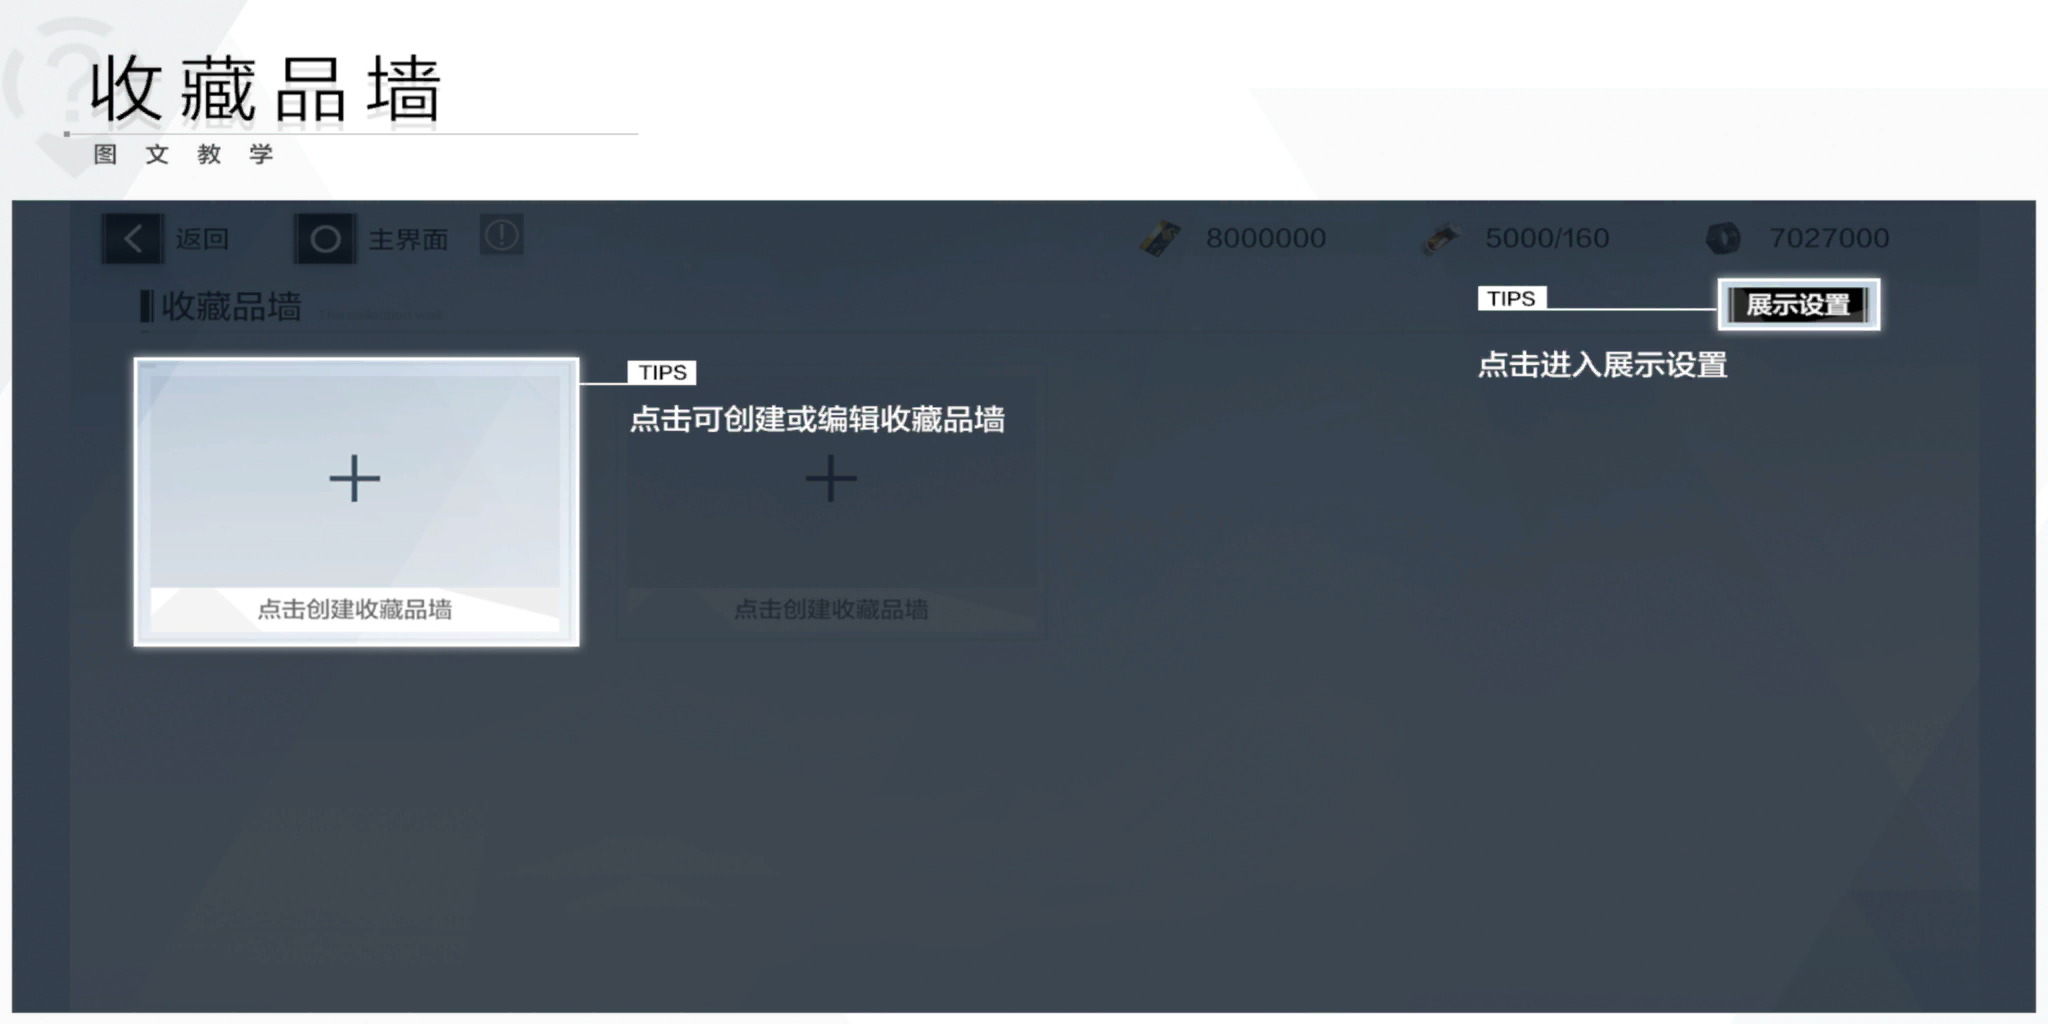 收藏品墙
图文教学
返回 主界面 8000000 5000/160 7027000
收藏品墙 The collection wall
TIPS 展示设置
点击进入展示设置
TIPS
点击可创建或编辑收藏品墙
点击创建收藏品墙 点击创建收藏品墙